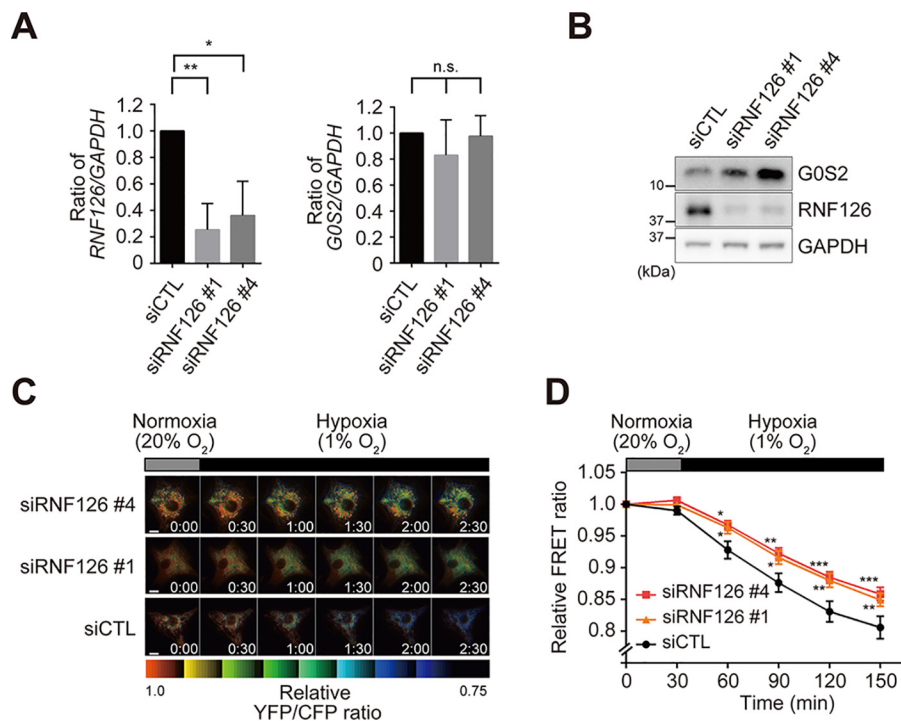 A
*
**
Ratio of
RNF126/GAPDH
1.2
1.0
0.8
0.6
0.4
0.2
0
siCTL
siRNF126 #1
siRNF126 #4
n.s.
Ratio of
G0S2/GAPDH
1.2
1.0
0.8
0.6
0.4
0.2
0
siCTL
siRNF126 #1
siRNF126 #4
B
siCTL
siRNF126 #1
siRNF126 #4
10
G0S2
37
RNF126
37
GAPDH
(kDa)
C
Normoxia
(20% O2)
Hypoxia
(1% O2)
siRNF126 #4
0:00 0:30 1:00 1:30 2:00 2:30
siRNF126 #1
0:00 0:30 1:00 1:30 2:00 2:30
siCTL
0:00 0:30 1:00 1:30 2:00 2:30
1.0 Relative 0.75
YFP/CFP ratio
D
Normoxia
(20% O2)
Hypoxia
(1% O2)
Relative FRET ratio
1.05
1.0
0.95
0.90
0.85
0.8
* ** *** ***
* * ** **
siRNF126 #4
siRNF126 #1
siCTL
0 30 60 90 120 150
Time (min)